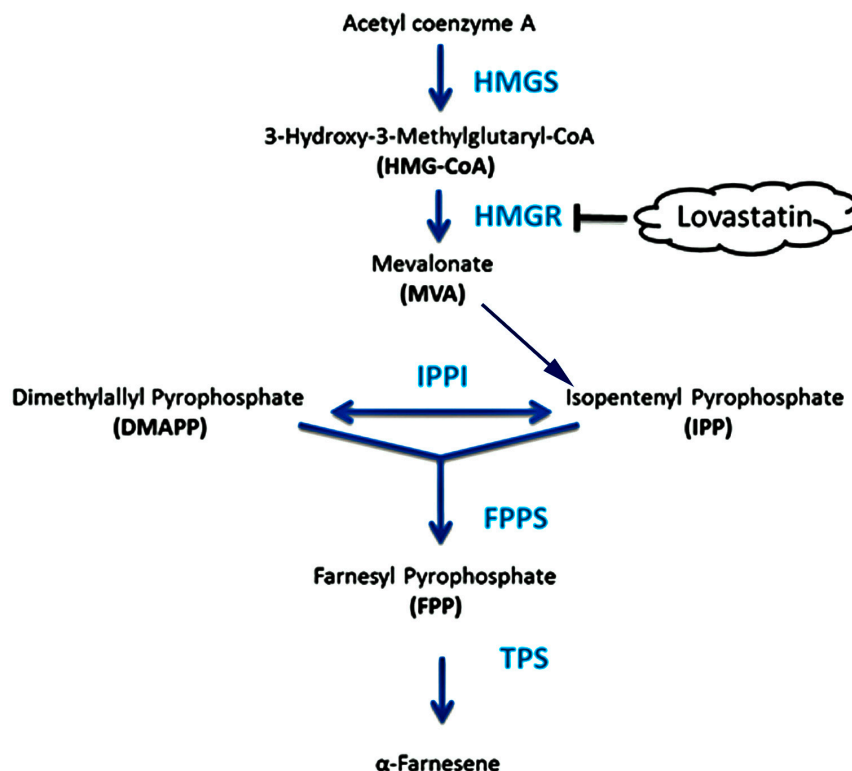 Acetyl coenzyme A
HMGS
3-Hydroxy-3-Methylglutaryl-CoA
(HMG-CoA)
HMGR
Lovastatin
Mevalonate
(MVA)
IPPI
Dimethylallyl Pyrophosphate
(DMAPP)
Isopentenyl Pyrophosphate
(IPP)
FPPS
Farnesyl Pyrophosphate
(FPP)
TPS
α-Farnesene